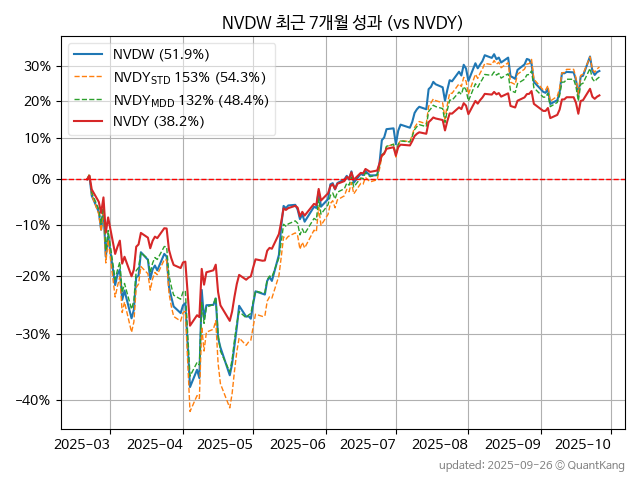 NVDW 최근 7개월 성과 (vs NVDY)
NVDW (51.9%)
NVDY_STD 153% (54.3%)
NVDY_MDD 132% (48.4%)
NVDY (38.2%)
30%
20%
10%
0%
−10%
−20%
−30%
−40%
2025-03 2025-04 2025-05 2025-06 2025-07 2025-08 2025-09 2025-10
updated: 2025-09-26 © QuantKang